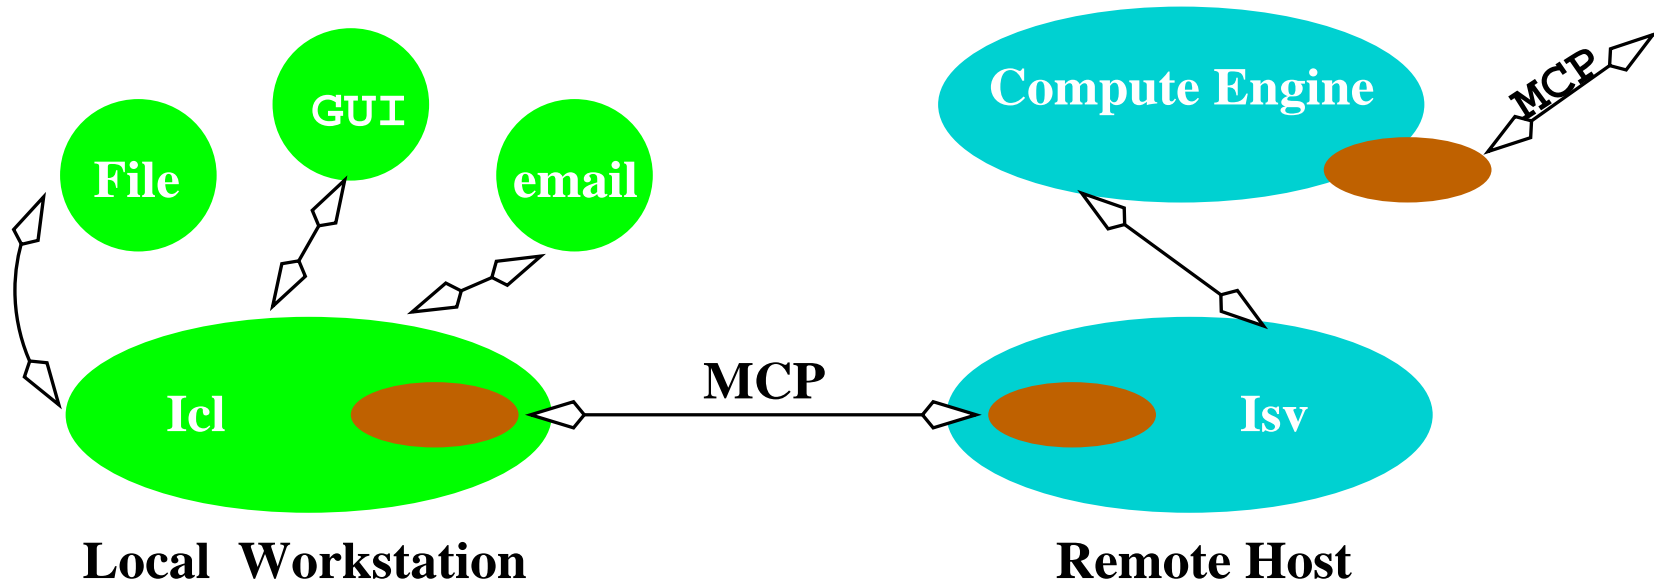 File
GUI
email
Compute Engine
MCP
Icl
MCP
Isv
Local Workstation
Remote Host